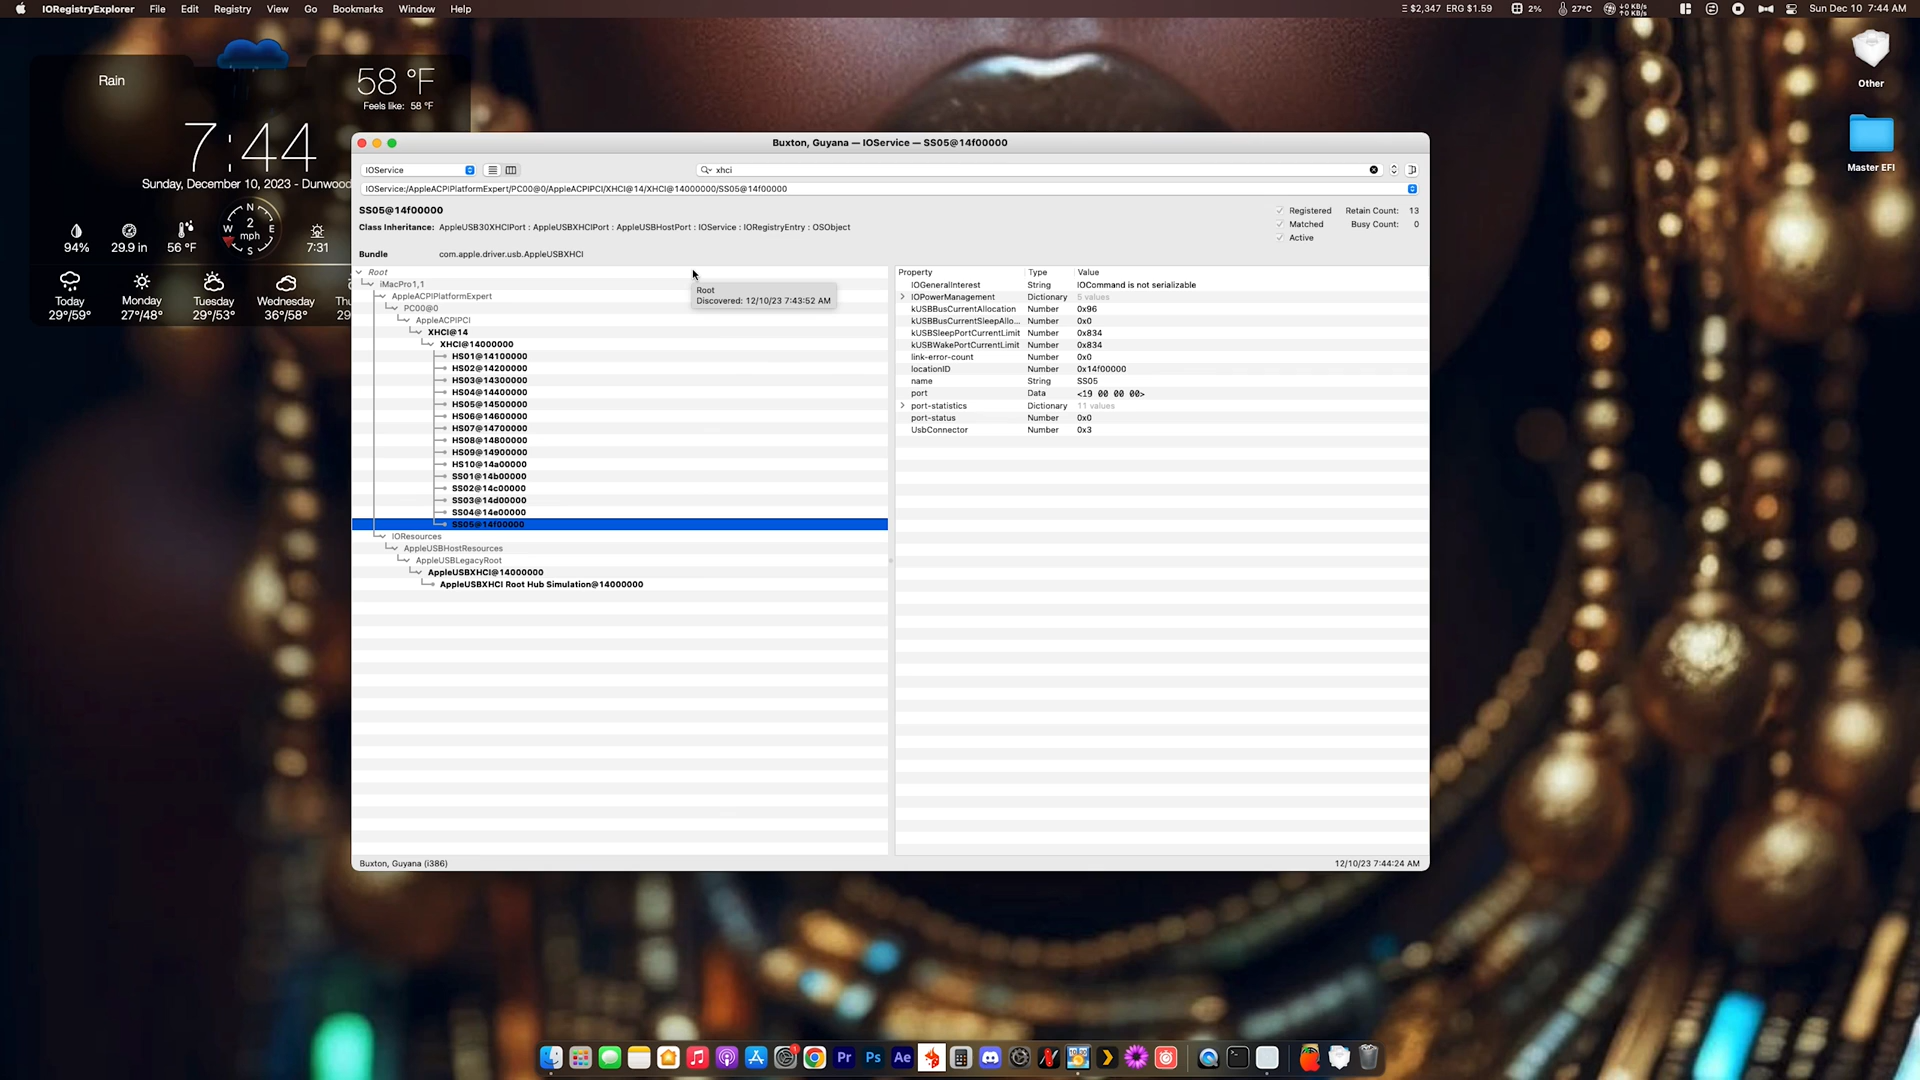 IORegistryExplorer File Edit Registry View Go Bookmarks Window Help
$2,347 ERG $1.59 2% 27°C ↓0 KB/s ↑0 KB/s Sun Dec 10 7:44 AM
Other
Master EFI
Rain
58 °F
Feels like: 58 °F
7:44
Sunday, December 10, 2023 - Dunwood
94%
29.9 in
56 °F
N
W 2 E
mph
S
7:31
Today Monday Tuesday Wednesday Thu
29°/59° 27°/48° 29°/53° 36°/58° 29
Buxton, Guyana — IOService — SS05@14f00000
IOService
xhci
IOService:/AppleACPIPlatformExpert/PC00@0/AppleACPIPCI/XHCI@14/XHCI@14000000/SS05@14f00000
SS05@14f00000
Class Inheritance: AppleUSB30XHCIPort : AppleUSBXHCIPort : AppleUSBHostPort : IOService : IORegistryEntry : OSObject
Bundle com.apple.driver.usb.AppleUSBXHCI
Registered Retain Count: 13
Matched Busy Count: 0
Active
Root
iMacPro1,1
AppleACPIPlatformExpert
PC00@0
AppleACPIPCI
XHCI@14
XHCI@14000000
HS01@14100000
HS02@14200000
HS03@14300000
HS04@14400000
HS05@14500000
HS06@14600000
HS07@14700000
HS08@14800000
HS09@14900000
HS10@14a00000
SS01@14b00000
SS02@14c00000
SS03@14d00000
SS04@14e00000
SS05@14f00000
IOResources
AppleUSBHostResources
AppleUSBLegacyRoot
AppleUSBXHCI@14000000
AppleUSBXHCI Root Hub Simulation@14000000
Root
Discovered: 12/10/23 7:43:52 AM
Property Type Value
IOGeneralInterest String IOCommand is not serializable
IOPowerManagement Dictionary 5 values
kUSBBusCurrentAllocation Number 0x96
kUSBBusCurrentSleepAllo... Number 0x0
kUSBSleepPortCurrentLimit Number 0x834
kUSBWakePortCurrentLimit Number 0x834
link-error-count Number 0x0
locationID Number 0x14f00000
name String SS05
port Data <19 00 00 00>
port-statistics Dictionary 11 values
port-status Number 0x0
UsbConnector Number 0x3
Buxton, Guyana (i386)
12/10/23 7:44:24 AM
Pr Ps Ae